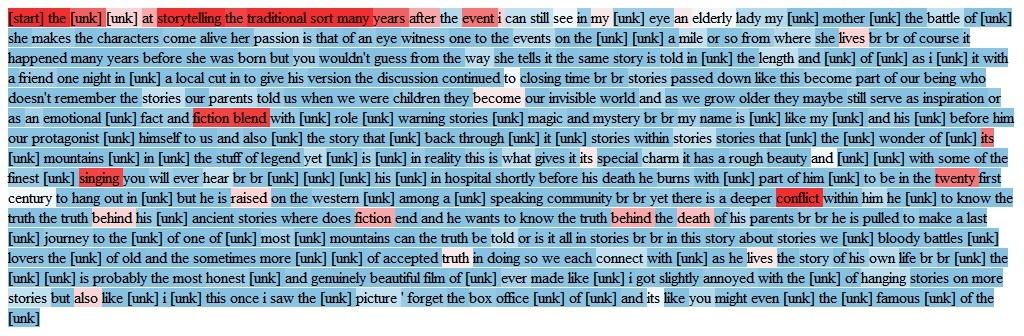 [start] the [unk] [unk] at storytelling the traditional sort many years after the event i can still see in my [unk] eye an elderly lady my [unk] mother [unk] the battle of [unk]
she makes the characters come alive her passion is that of an eye witness one to the events on the [unk] [unk] a mile or so from where she lives br br of course it
happened many years before she was born but you wouldn't guess from the way she tells it the same story is told in [unk] the length and [unk] of [unk] as i [unk] it with
a friend one night in [unk] a local cut in to give his version the discussion continued to closing time br br stories passed down like this become part of our being who
doesn't remember the stories our parents told us when we were children they become our invisible world and as we grow older they maybe still serve as inspiration or
as an emotional [unk] fact and fiction blend with [unk] role [unk] warning stories [unk] magic and mystery br br my name is [unk] like my [unk] and his [unk] before him
our protagonist [unk] himself to us and also [unk] the story that [unk] back through [unk] it [unk] stories within stories stories that [unk] the [unk] wonder of [unk] its
[unk] mountains [unk] in [unk] the stuff of legend yet [unk] is [unk] in reality this is what gives it its special charm it has a rough beauty and [unk] [unk] with some of the
finest [unk] singing you will ever hear br br [unk] [unk] [unk] his [unk] in hospital shortly before his death he burns with [unk] part of him [unk] to be in the twenty first
century to hang out in [unk] but he is raised on the western [unk] among a [unk] speaking community br br yet there is a deeper conflict within him he [unk] to know the
truth the truth behind his [unk] ancient stories where does fiction end and he wants to know the truth behind the death of his parents br br he is pulled to make a last
[unk] journey to the [unk] of one of [unk] most [unk] mountains can the truth be told or is it all in stories br br in this story about stories we [unk] bloody battles [unk]
lovers the [unk] of old and the sometimes more [unk] [unk] of accepted truth in doing so we each connect with [unk] as he lives the story of his own life br br [unk] the
[unk] [unk] is probably the most honest [unk] and genuinely beautiful film of [unk] ever made like [unk] i got slightly annoyed with the [unk] of hanging stories on more
stories but also like [unk] i [unk] this once i saw the [unk] picture ' forget the box office [unk] of [unk] and its like you might even [unk] the [unk] famous [unk] of the
[unk]